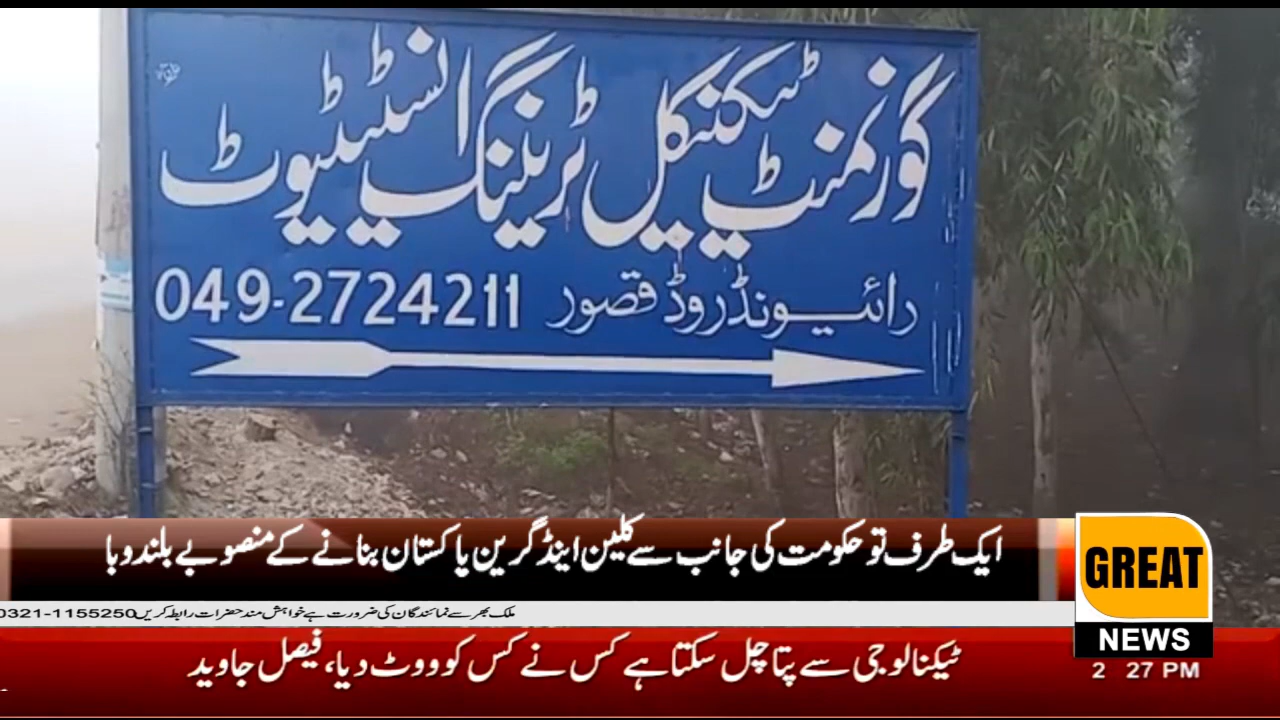 گورنمنٹ ٹیکنیکل ٹریننگ انسٹیٹیوٹ
رائیونڈ روڈ قصور 049-2724211
ایک طرف تو حکومت کی جانب سے کلین اینڈ گرین پاکستان بنانے کے منصوبے بلند و با
ملک بھر سے نمائندگان کی ضرورت ہے خواہش مند حضرات رابطہ کریں 0321-1155250
ٹیکنالوجی سے پتا چل سکتا ہے کس نے کس کو ووٹ دیا، فیصل جاوید
GREAT
NEWS
2 27 PM